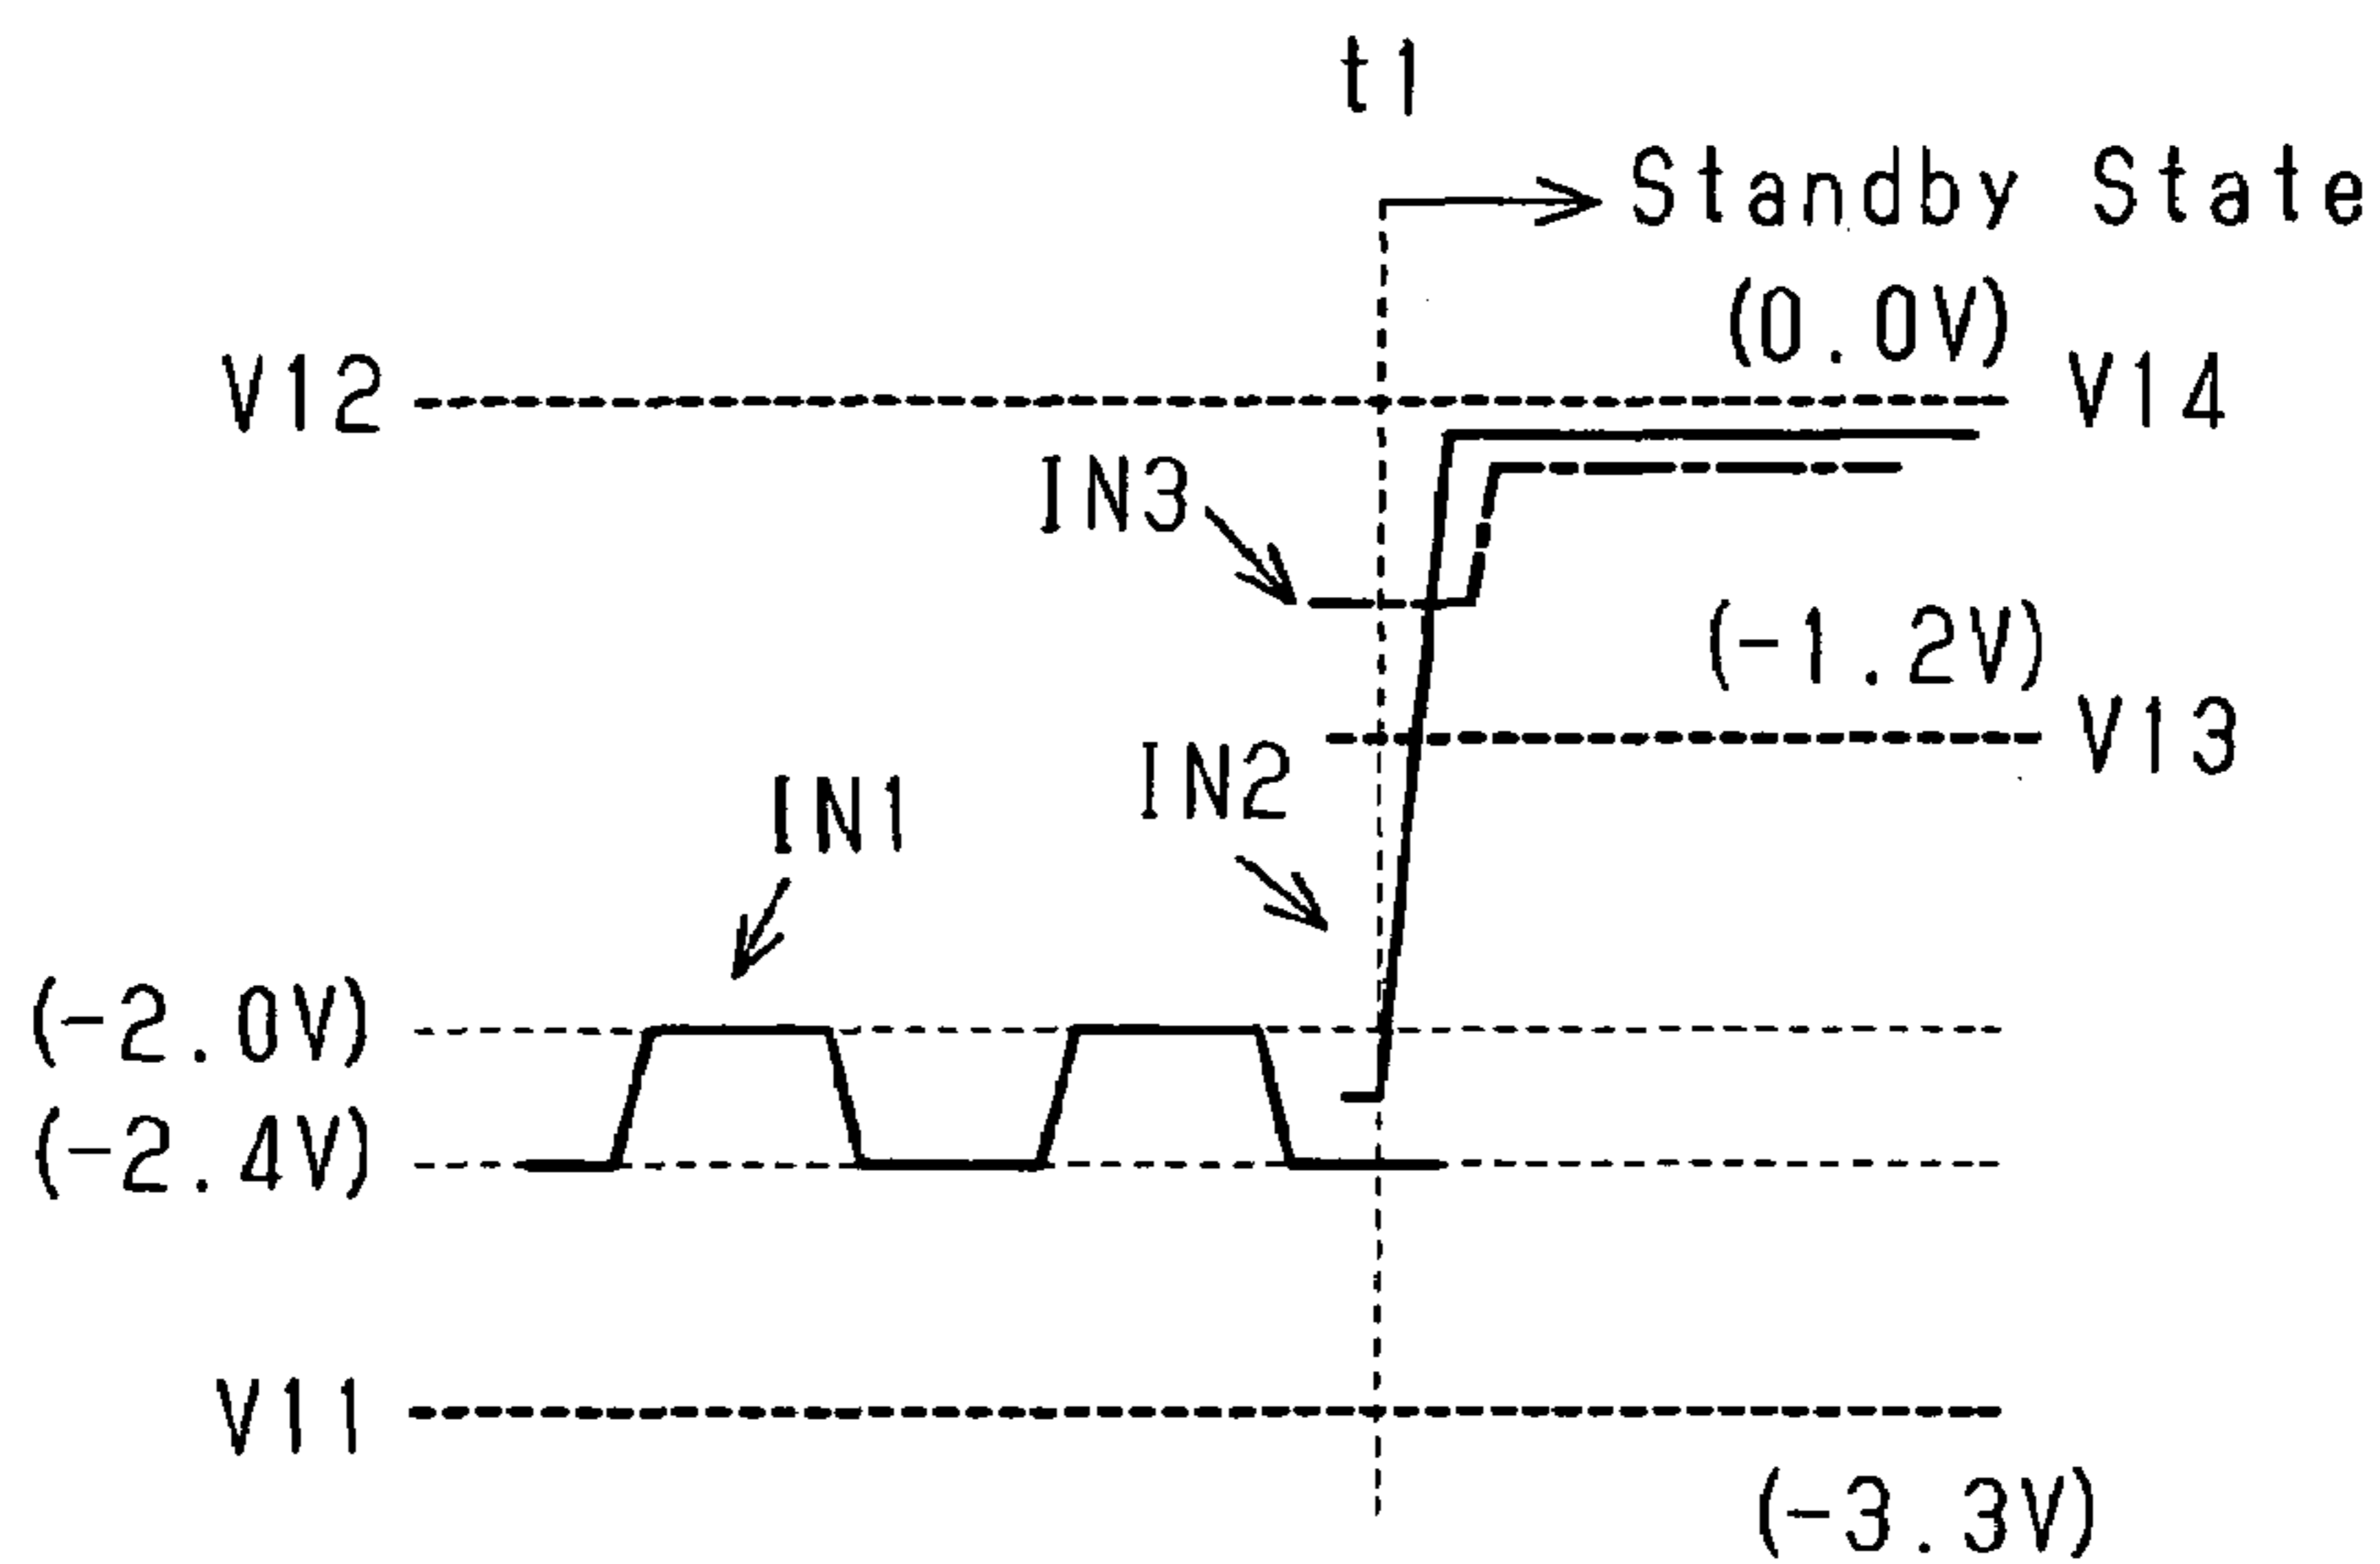 t1
Standby State
(0.0V)
V12
V14
IN3
(-1.2V)
V13
IN2
IN1
(-2.0V)
(-2.4V)
V11
(-3.3V)